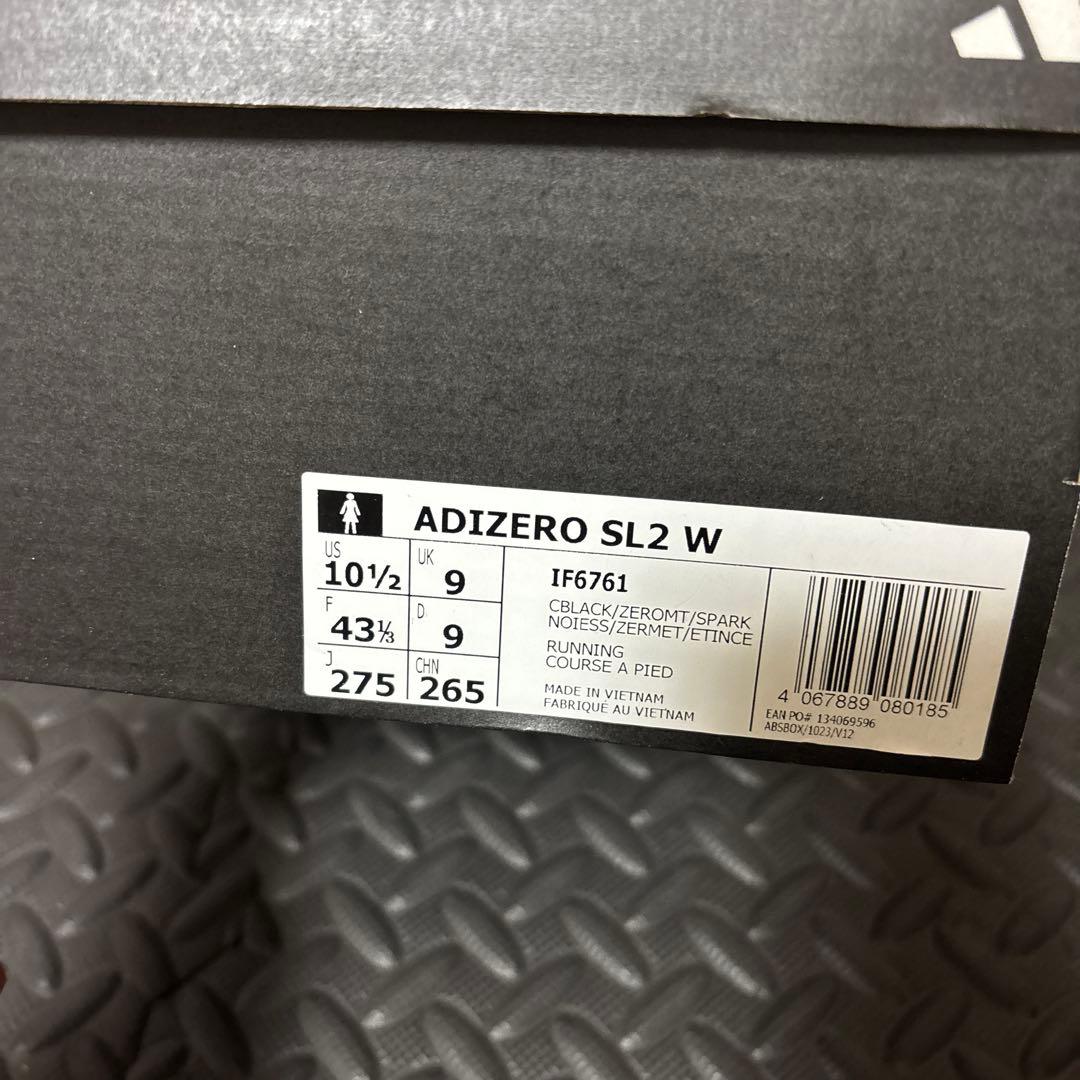 ADIZERO SL2 W
US
10½
UK
9
F
43⅓
D
9
J
275
CHN
265
IF6761
CBLACK/ZEROMT/SPARK
NOIESS/ZERMET/ETINCE
RUNNING
COURSE A PIED
MADE IN VIETNAM
FABRIQUÉ AU VIETNAM
4 067889 080185
EAN PO# 134069596
ABSBOX/1023/V12